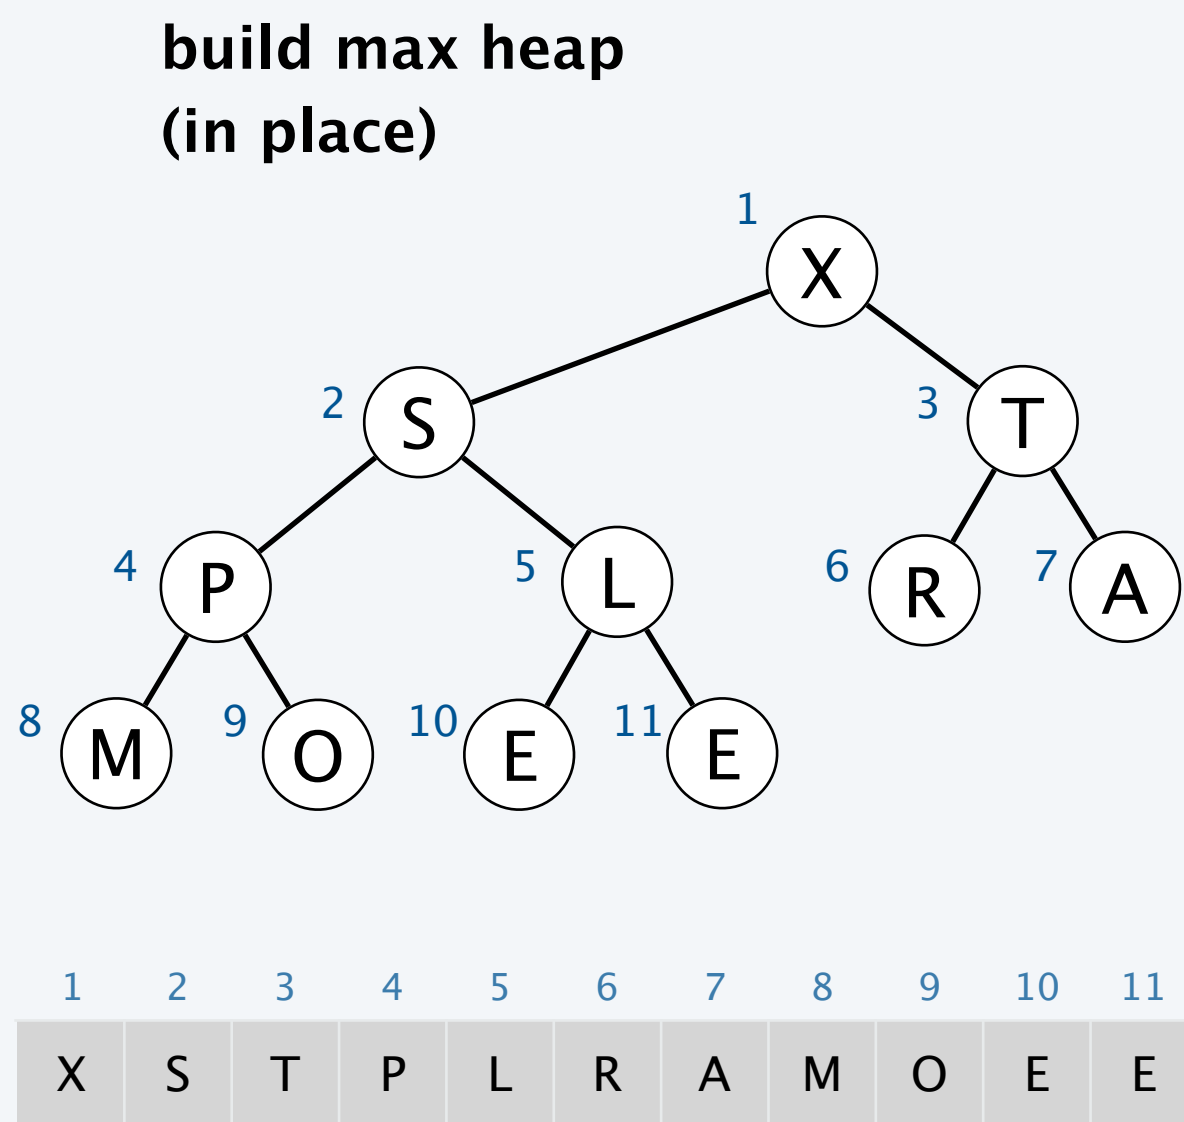 build max heap
(in place)
1
X
2
S
3
T
4
P
5
L
6
R
7
A
8
M
9
O
10
E
11
E
1 2 3 4 5 6 7 8 9 10 11
X S T P L R A M O E E